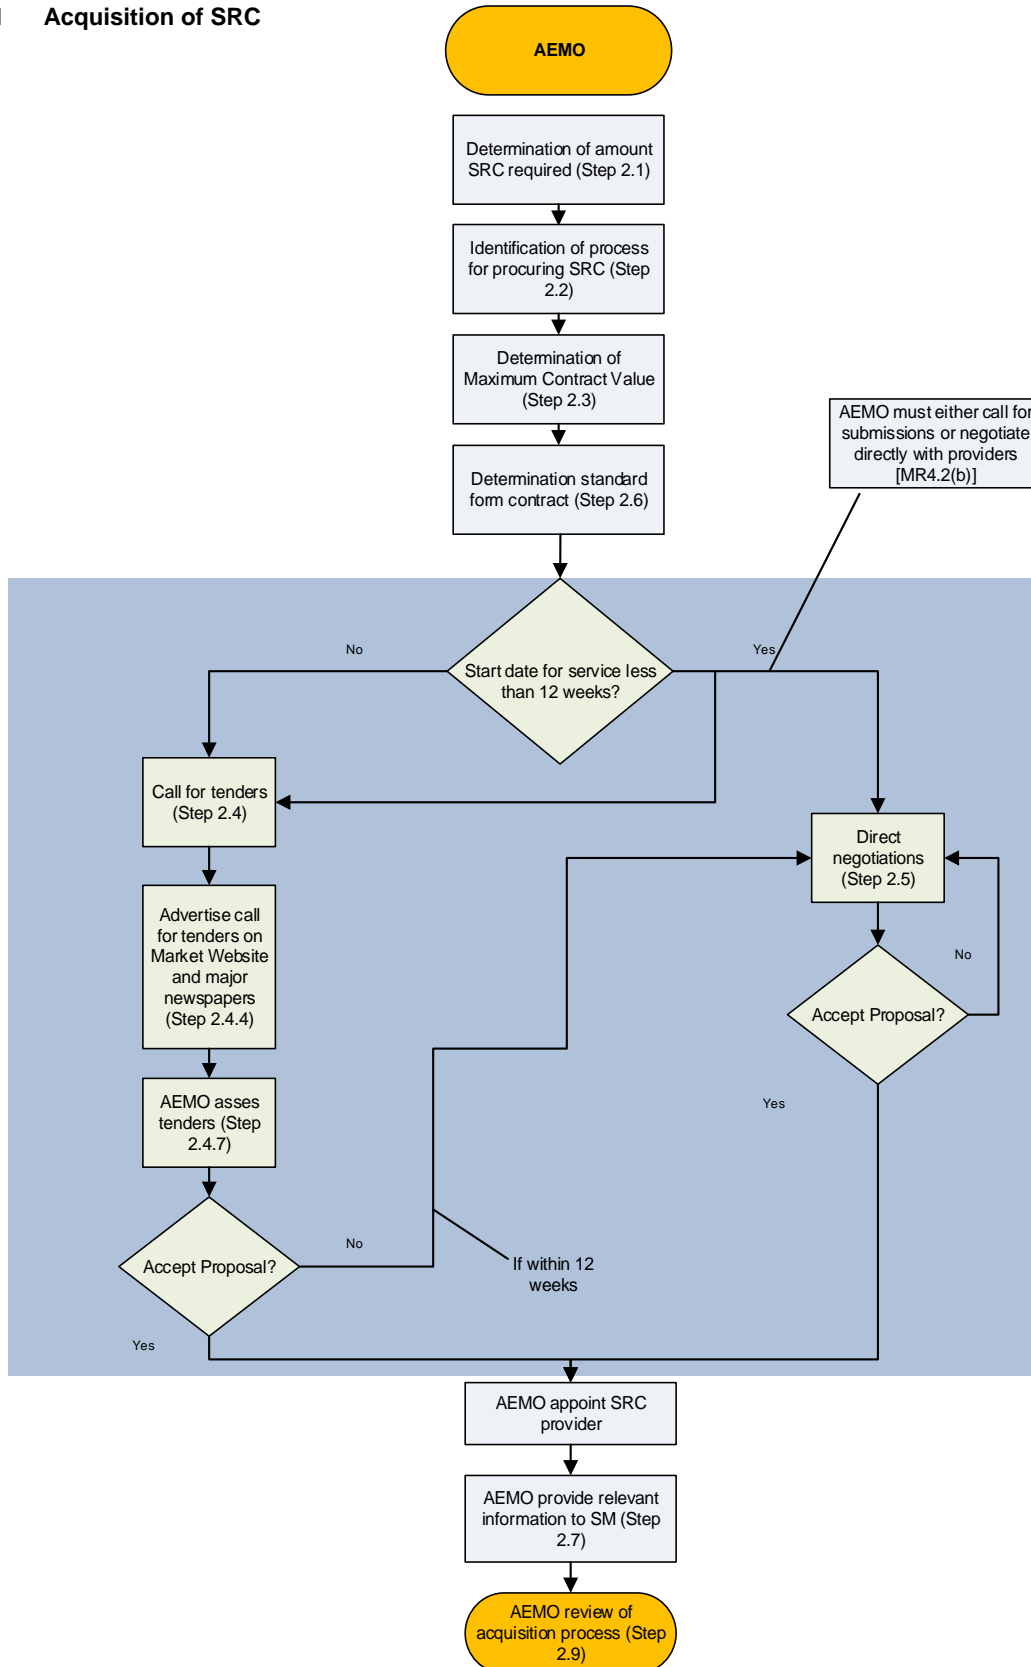 Acquisition of SRC
AEMO
Determination of amount
SRC required (Step 2.1)
Identification of process
for procuring SRC (Step
2.2)
Determination of
Maximum Contract Value
(Step 2.3)
AEMO must either call for
submissions or negotiate
directly with providers
[MR4.2(b)]
Determination standard
form contract (Step 2.6)
No
Yes
Start date for service less
than 12 weeks?
Call for tenders
(Step 2.4)
Direct
negotiations
(Step 2.5)
Advertise call
for tenders on
Market Website
and major
newspapers
(Step 2.4.4)
No
Accept Proposal?
AEMO asses
tenders (Step
2.4.7)
Yes
No
Accept Proposal?
If within 12
weeks
Yes
AEMO appoint SRC
provider
AEMO provide relevant
information to SM (Step
2.7)
AEMO review of
acquisition process (Step
2.9)